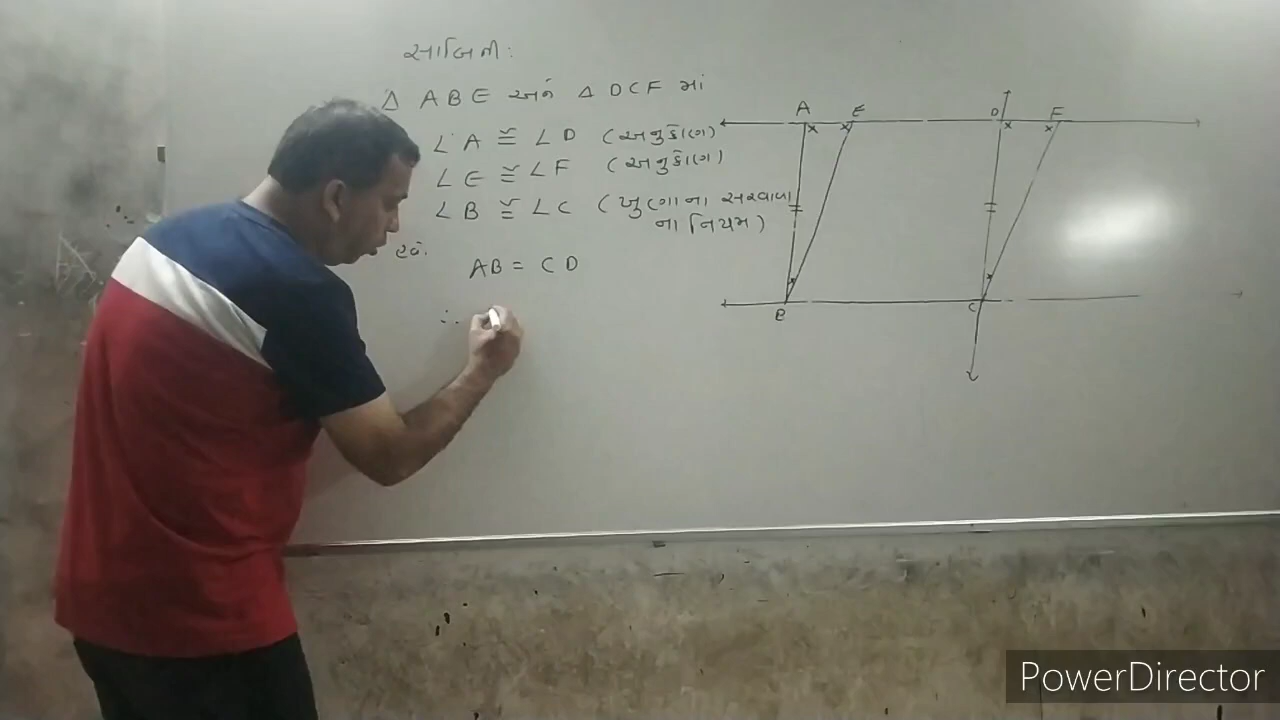 સાબિતી:
Δ ABE અને Δ DCF માં
∠A ≅ ∠D (અનુકોણ)
∠E ≅ ∠F (અનુકોણ)
∠B ≅ ∠C (ખુણાના સરવાળા
ના નિયમ)
AB = CD
∴
A E D F
B C
PowerDirector